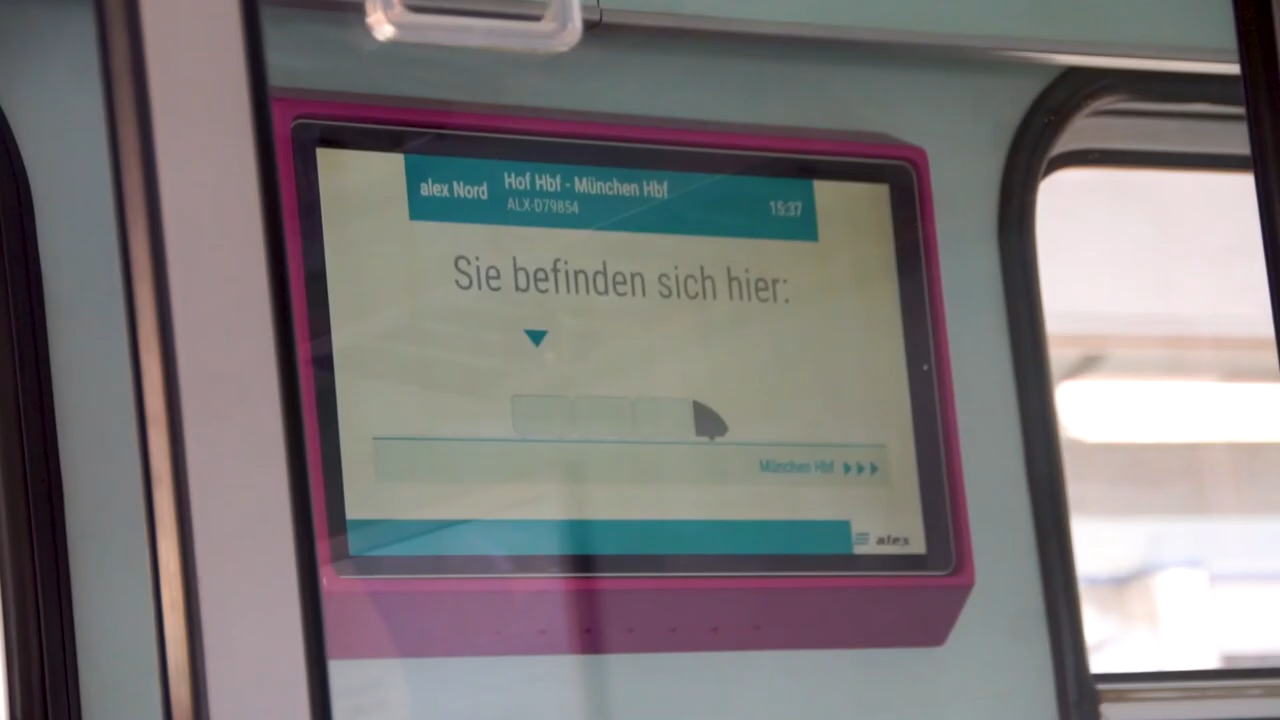 alex Nord
Hof Hbf - München Hbf
ALX-D79854
15:37
Sie befinden sich hier:
München Hbf
alex